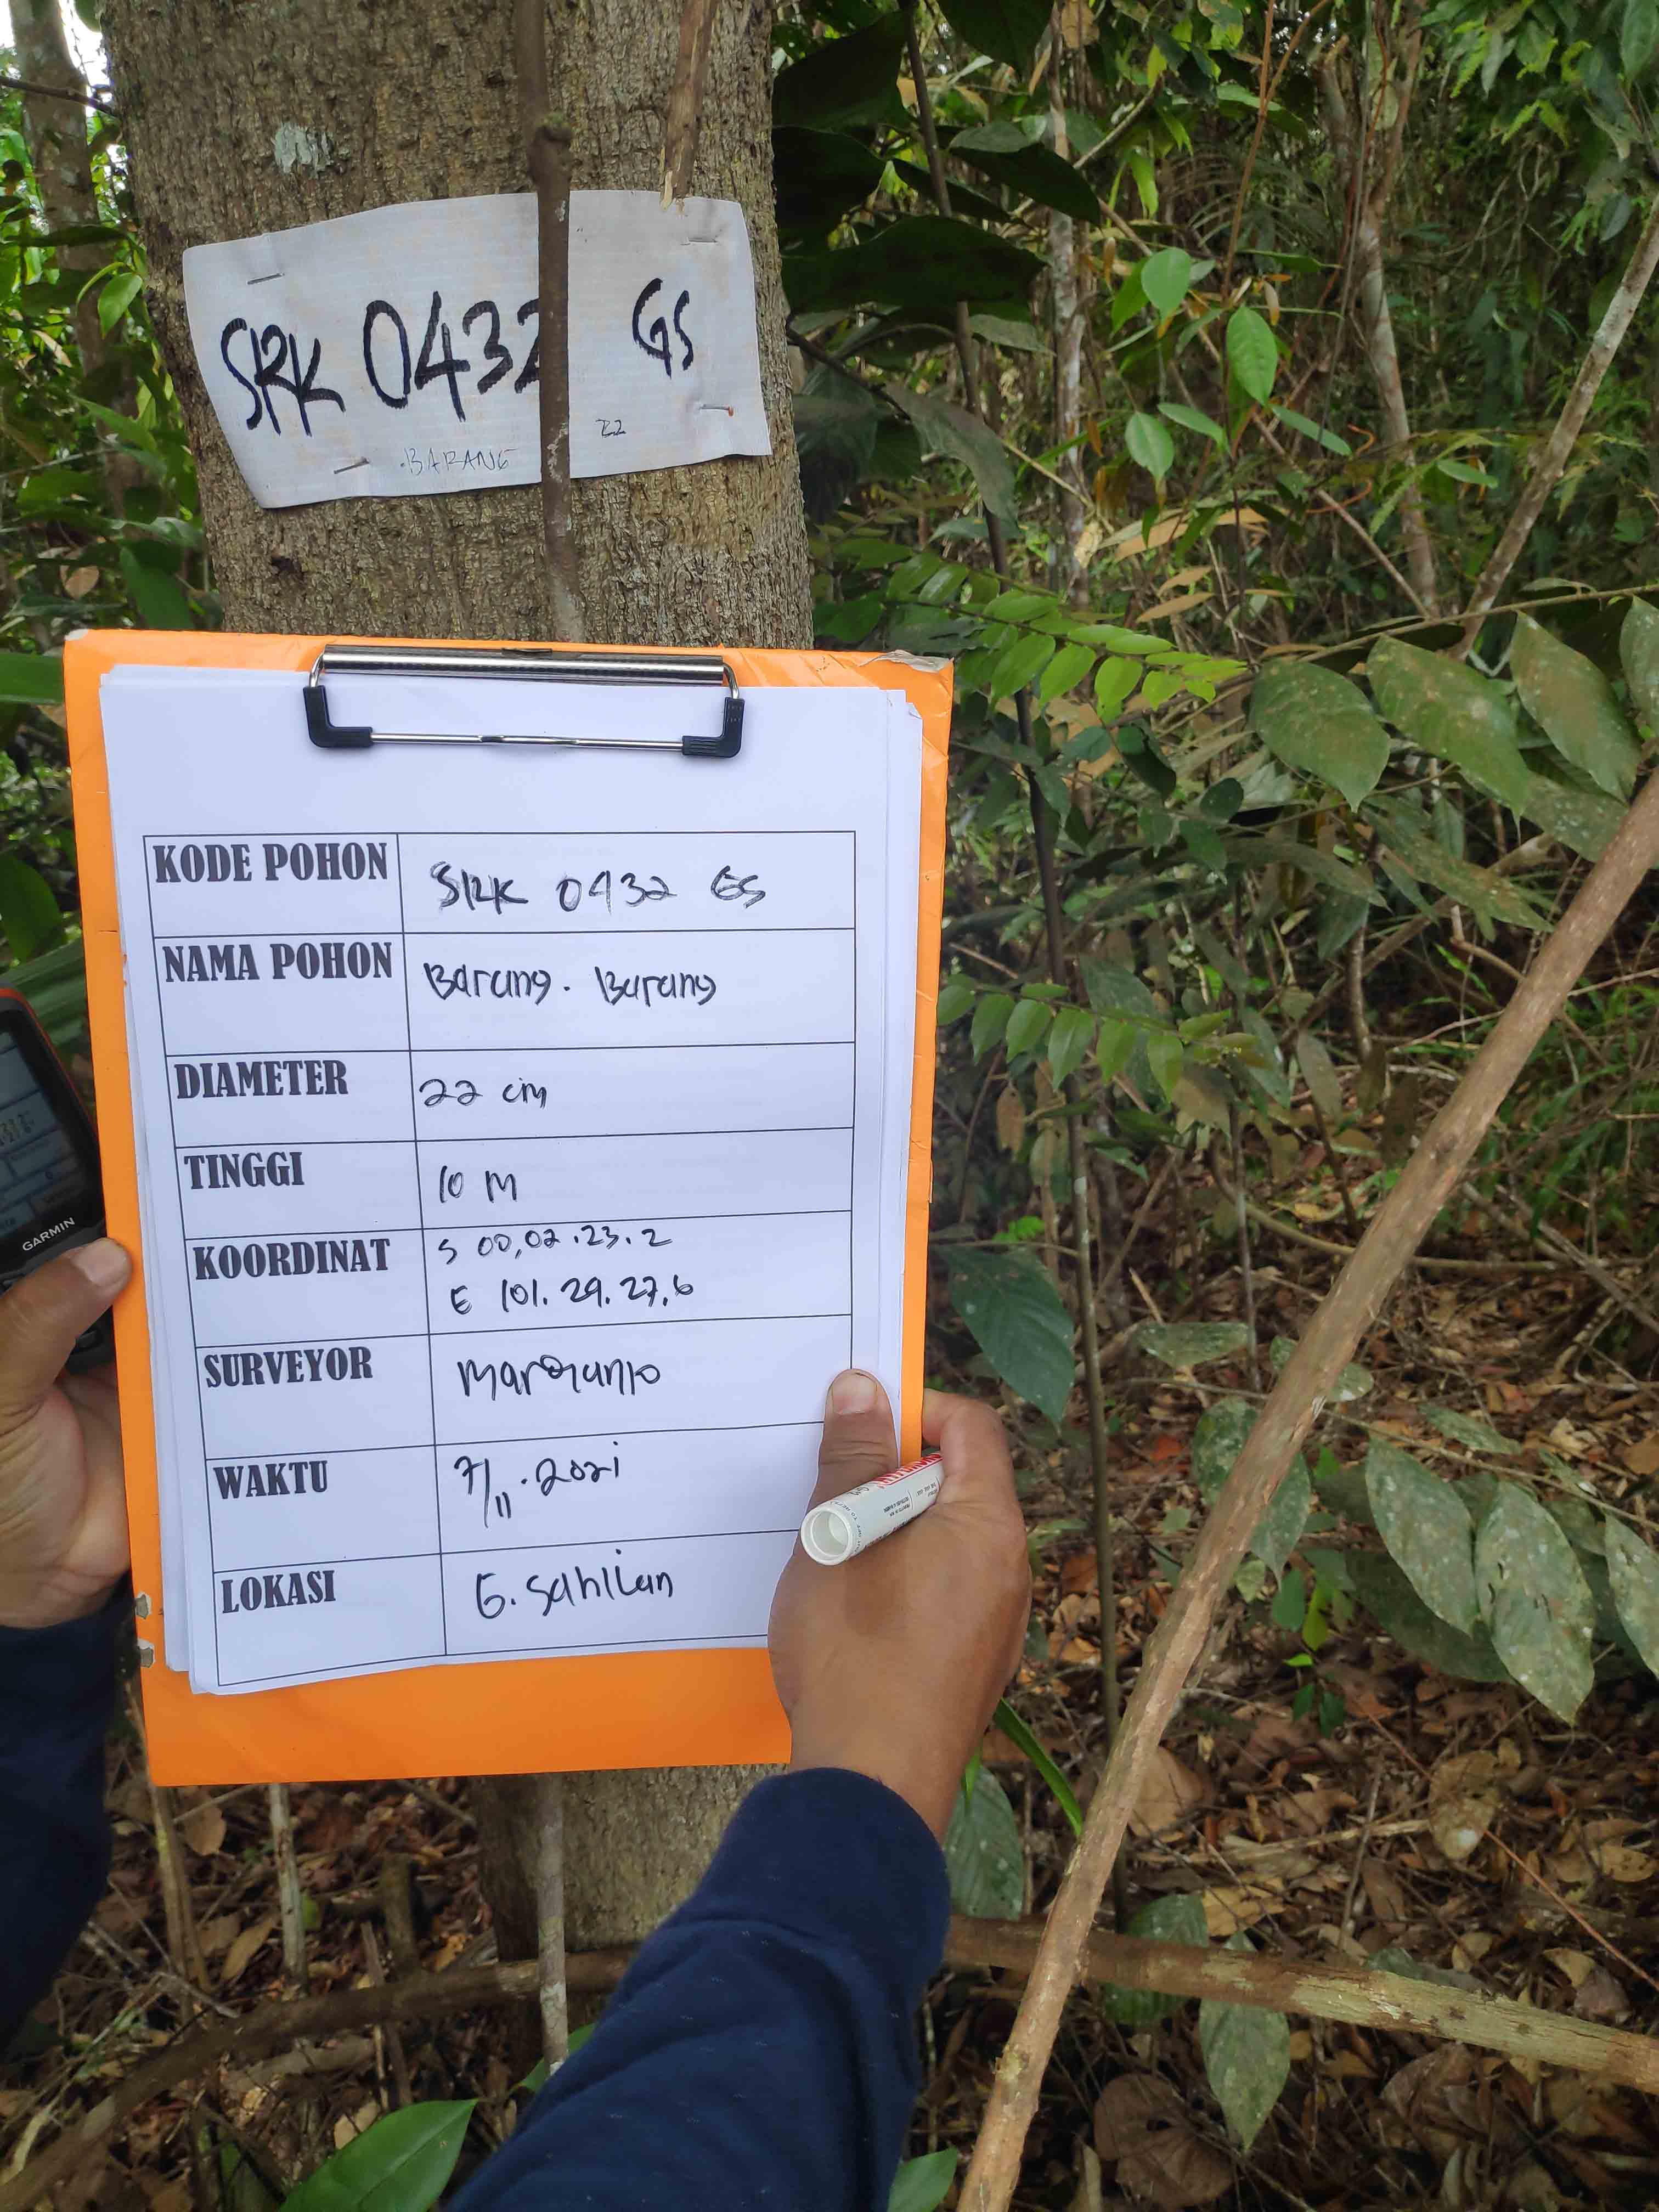 SRK 0432 GS
BARANG 22
KODE POHON SRK 0432 GS
NAMA POHON Barang. Barang
DIAMETER 22 cm
TINGGI 10 M
KOORDINAT S 00,02.23.2
E 101.29.27,6
SURVEYOR
WAKTU 7/11.2021
LOKASI G. Sahilan
GARMIN